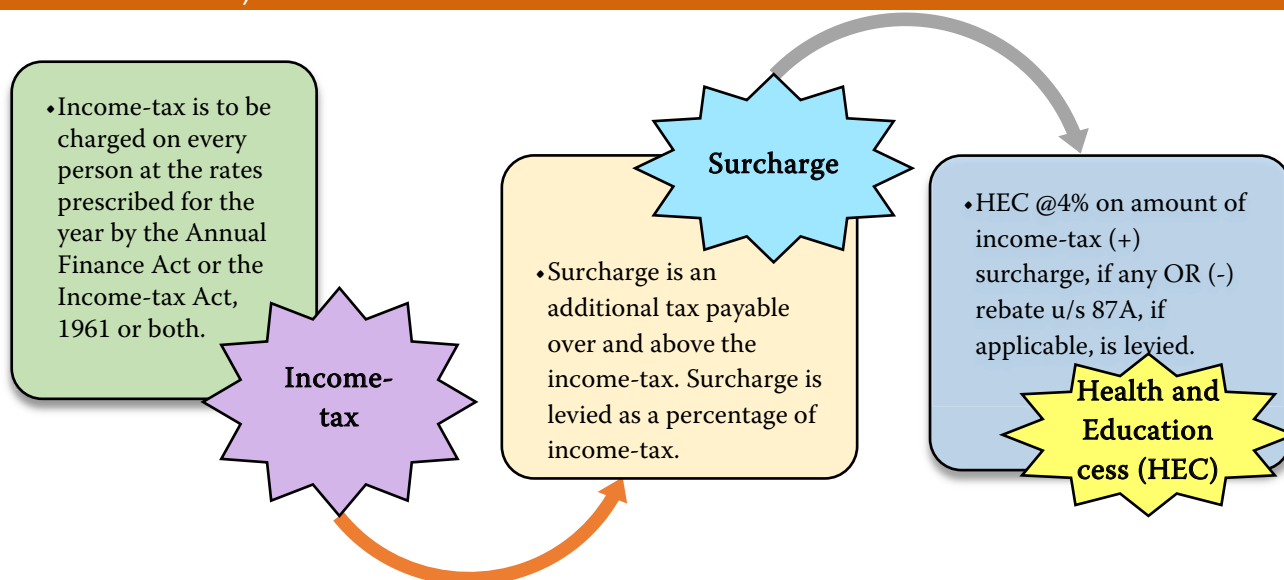 •Income-tax is to be
charged on every
person at the rates
prescribed for the
year by the Annual
Finance Act or the
Income-tax Act,
1961 or both.
Income-
tax
Surcharge
•Surcharge is an
additional tax payable
over and above the
income-tax. Surcharge is
levied as a percentage of
income-tax.
•HEC @4% on amount of
income-tax (+)
surcharge, if any OR (-)
rebate u/s 87A, if
applicable, is levied.
Health and
Education
cess (HEC)